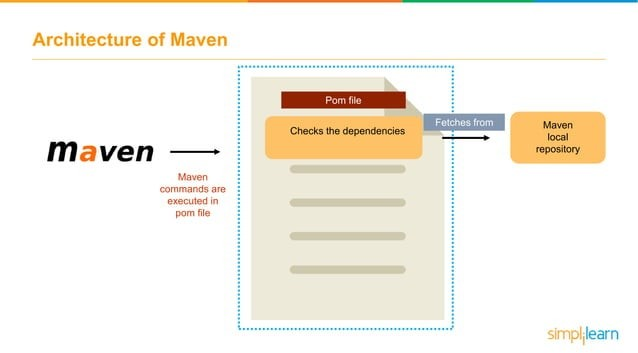 Architecture of Maven
Pom file
Checks the dependencies
Fetches from
Maven
local
repository
maven
Maven
commands are
executed in
pom file
simplilearn